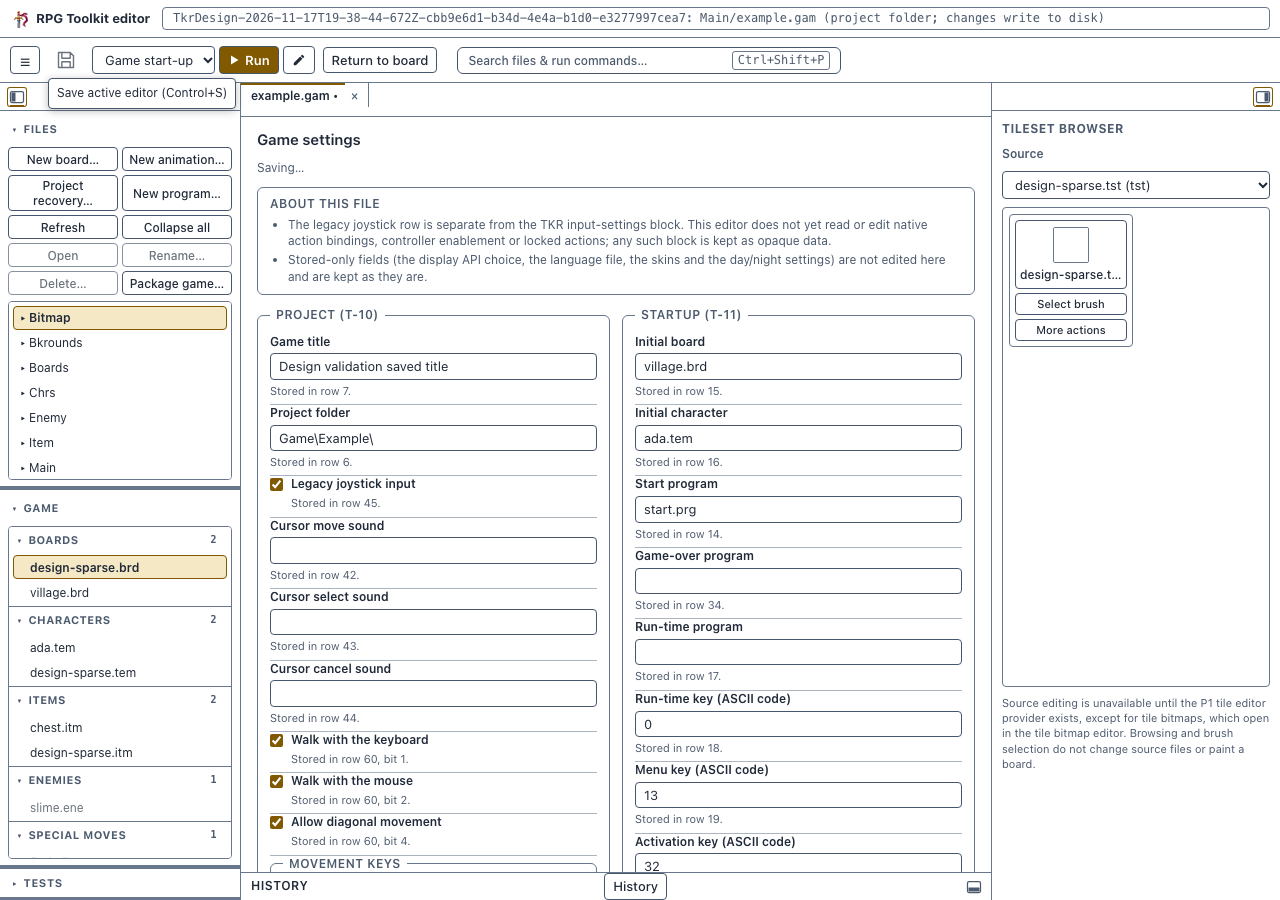 RPG Toolkit editor
TkrDesign-2026-11-17T19-38-44-672Z-cbb9e6d1-b34d-4e4a-b1d0-e3277997cea7: Main/example.gam (project folder; changes write to disk)
Game start-up
Run
Return to board
Search files & run commands...
Ctrl+Shift+P
Save active editor (Control+S)
example.gam •
×
FILES
New board...
New animation...
Project recovery...
New program...
Refresh
Collapse all
Open
Rename...
Delete...
Package game...
Bitmap
Bkrounds
Boards
Chrs
Enemy
Item
Main
GAME
BOARDS 2
design-sparse.brd
village.brd
CHARACTERS 2
ada.tem
design-sparse.tem
ITEMS 2
chest.itm
design-sparse.itm
ENEMIES 1
slime.ene
SPECIAL MOVES 1
TESTS
Game settings
Saving...
ABOUT THIS FILE
• The legacy joystick row is separate from the TKR input-settings block. This editor does not yet read or edit native
action bindings, controller enablement or locked actions; any such block is kept as opaque data.
• Stored-only fields (the display API choice, the language file, the skins and the day/night settings) are not edited here
and are kept as they are.
PROJECT (T-10)
Game title
Design validation saved title
Stored in row 7.
Project folder
Game\Example\
Stored in row 6.
Legacy joystick input
Stored in row 45.
Cursor move sound
Stored in row 42.
Cursor select sound
Stored in row 43.
Cursor cancel sound
Stored in row 44.
Walk with the keyboard
Stored in row 60, bit 1.
Walk with the mouse
Stored in row 60, bit 2.
Allow diagonal movement
Stored in row 60, bit 4.
MOVEMENT KEYS
STARTUP (T-11)
Initial board
village.brd
Stored in row 15.
Initial character
ada.tem
Stored in row 16.
Start program
start.prg
Stored in row 14.
Game-over program
Stored in row 34.
Run-time program
Stored in row 17.
Run-time key (ASCII code)
0
Stored in row 18.
Menu key (ASCII code)
13
Stored in row 19.
Activation key (ASCII code)
32
HISTORY
History
TILESET BROWSER
Source
design-sparse.tst (tst)
design-sparse.t...
Select brush
More actions
Source editing is unavailable until the P1 tile editor
provider exists, except for tile bitmaps, which open
in the tile bitmap editor. Browsing and brush
selection do not change source files or paint a
board.